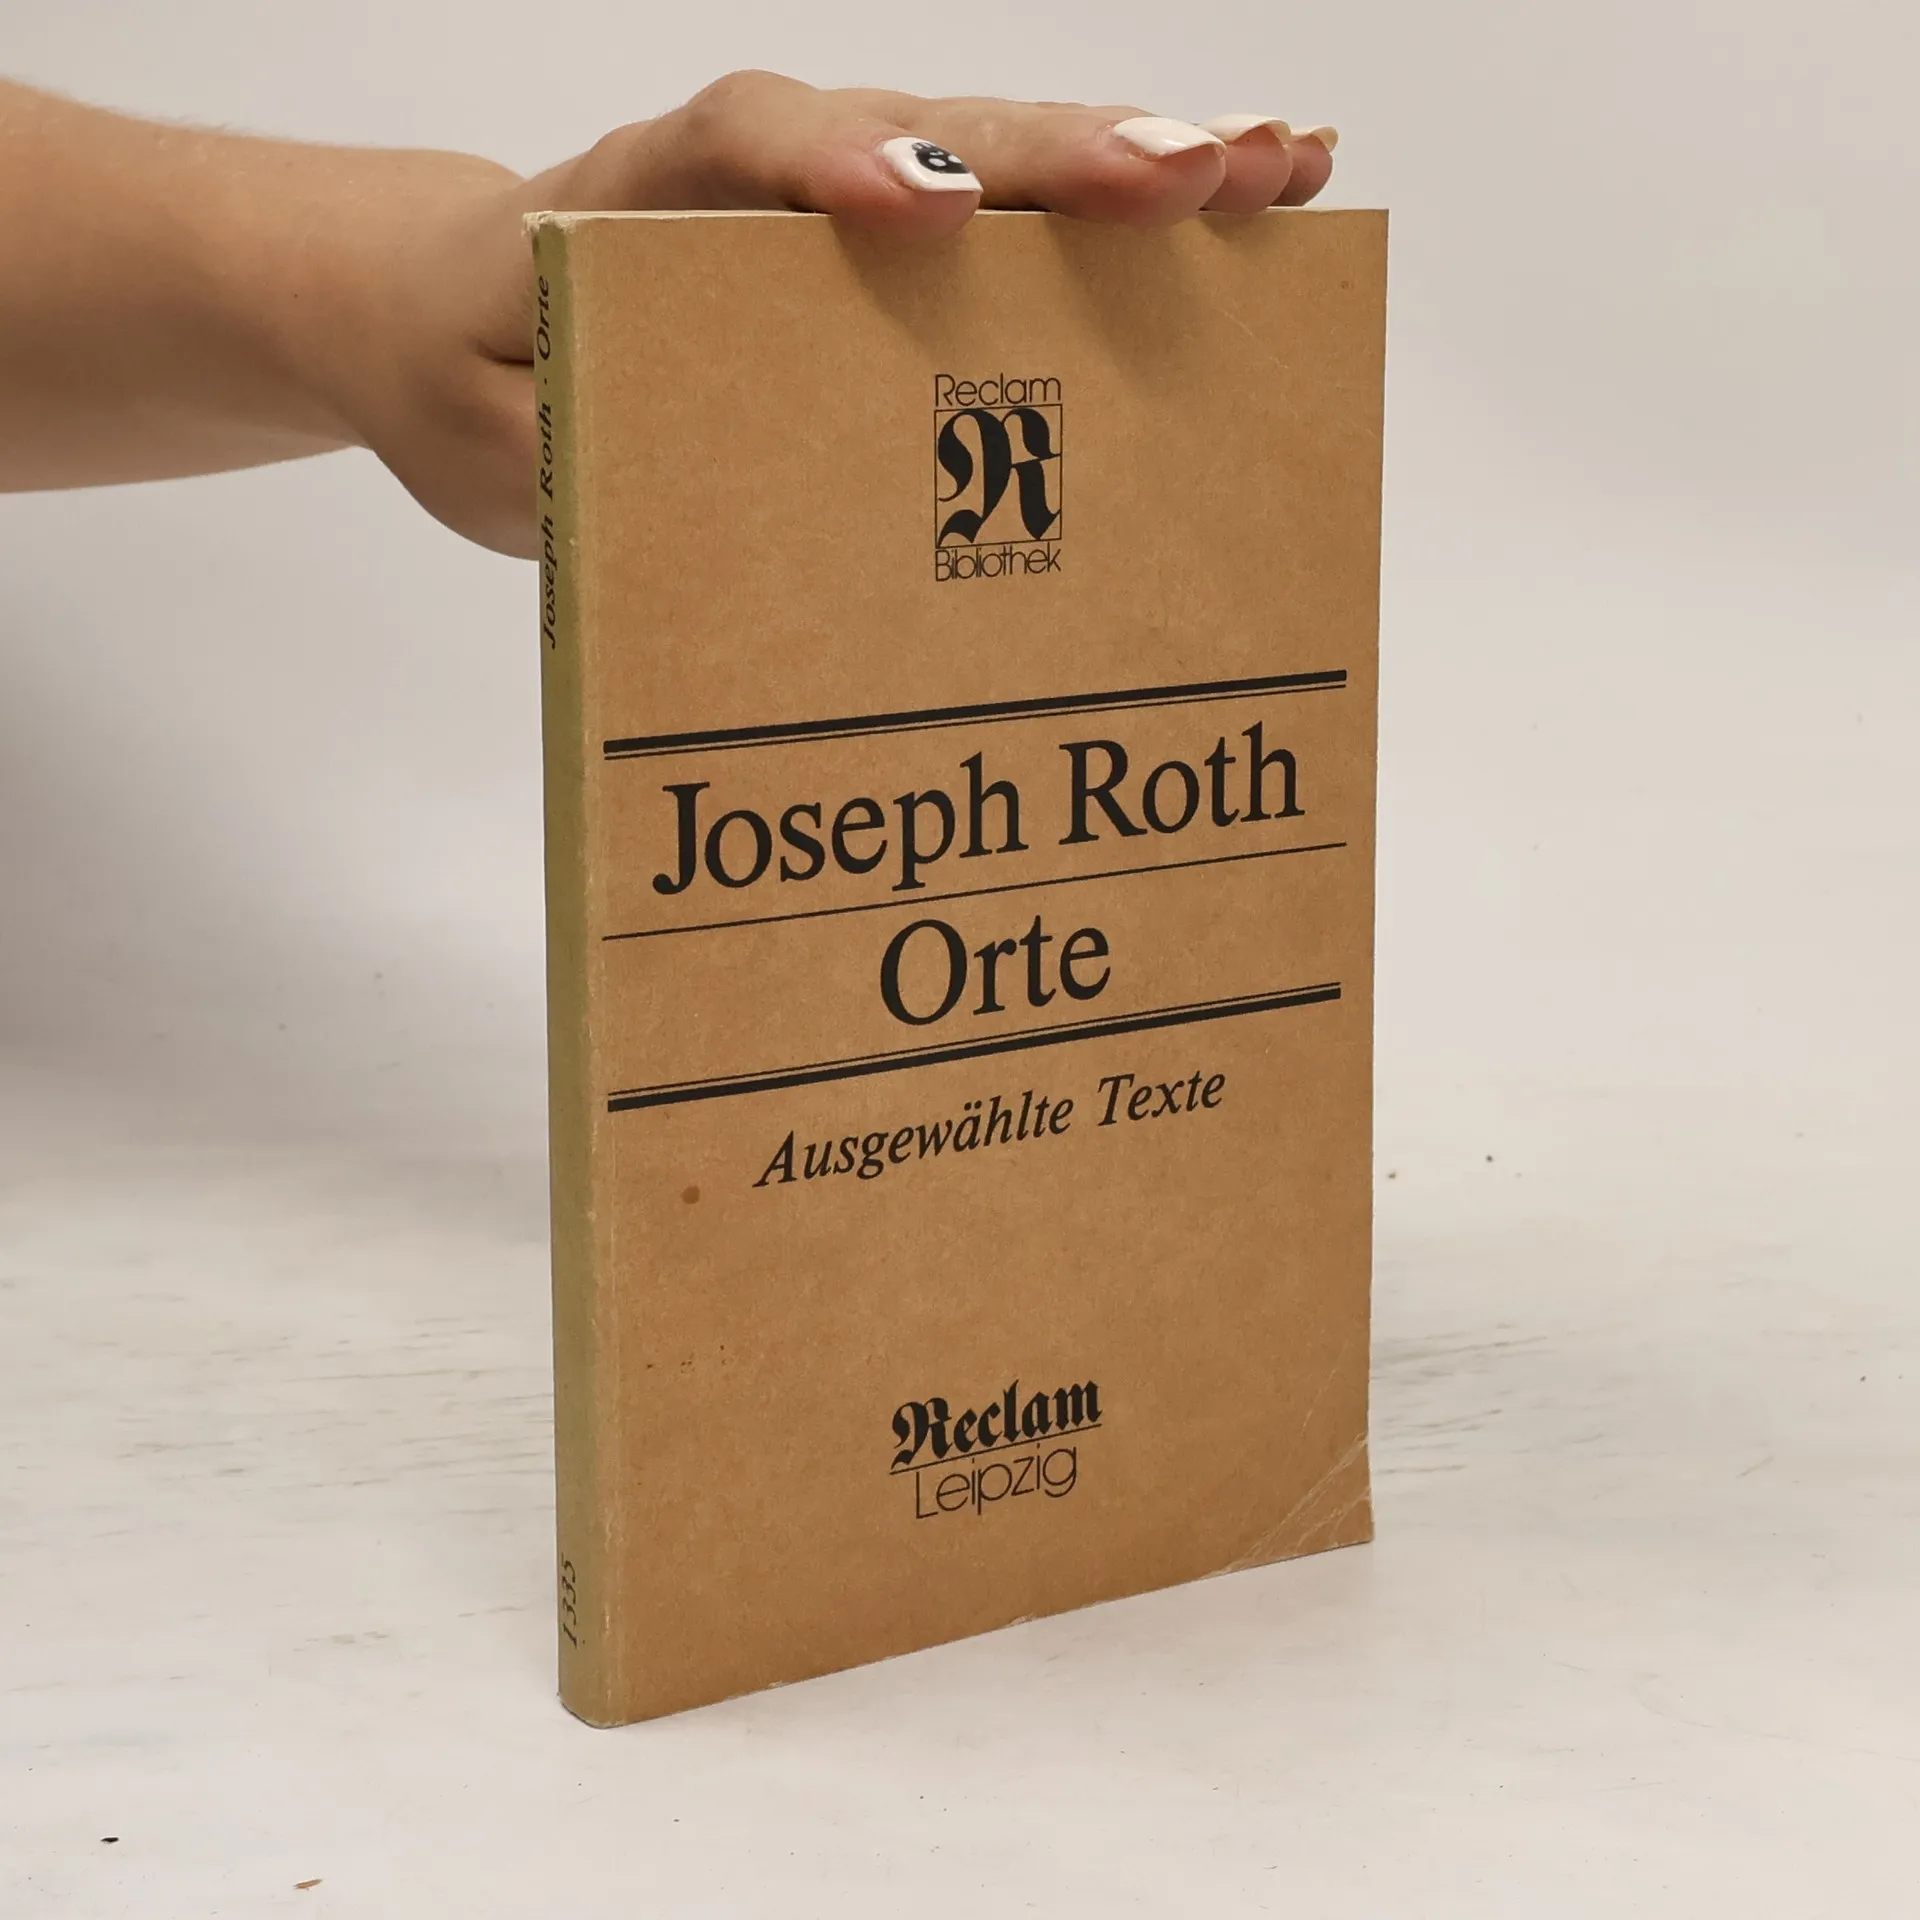 Reclam
R
Bibliothek
Joseph Roth
Orte
Ausgewählte Texte
Reclam
Leipzig
Joseph Roth · Orte
1335